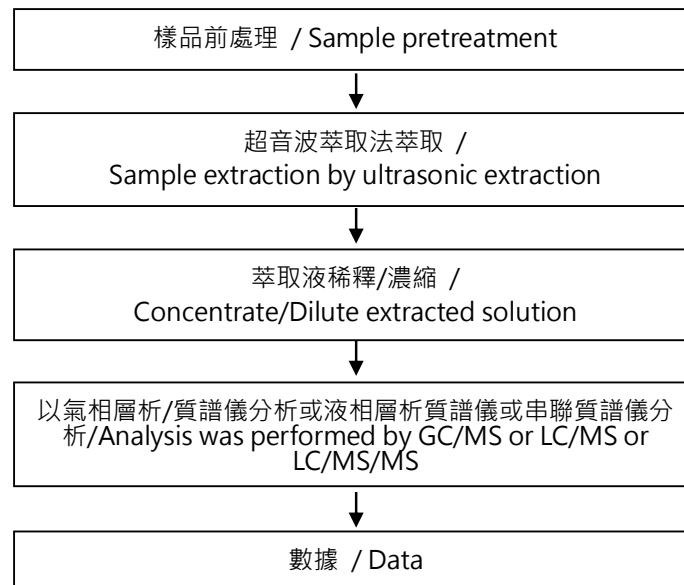 樣品前處理 / Sample pretreatment
超音波萃取法萃取 /
Sample extraction by ultrasonic extraction
萃取液稀釋/濃縮 /
Concentrate/Dilute extracted solution
以氣相層析/質譜儀分析或液相層析質譜儀或串聯質譜儀分
析/Analysis was performed by GC/MS or LC/MS or
LC/MS/MS
數據 / Data